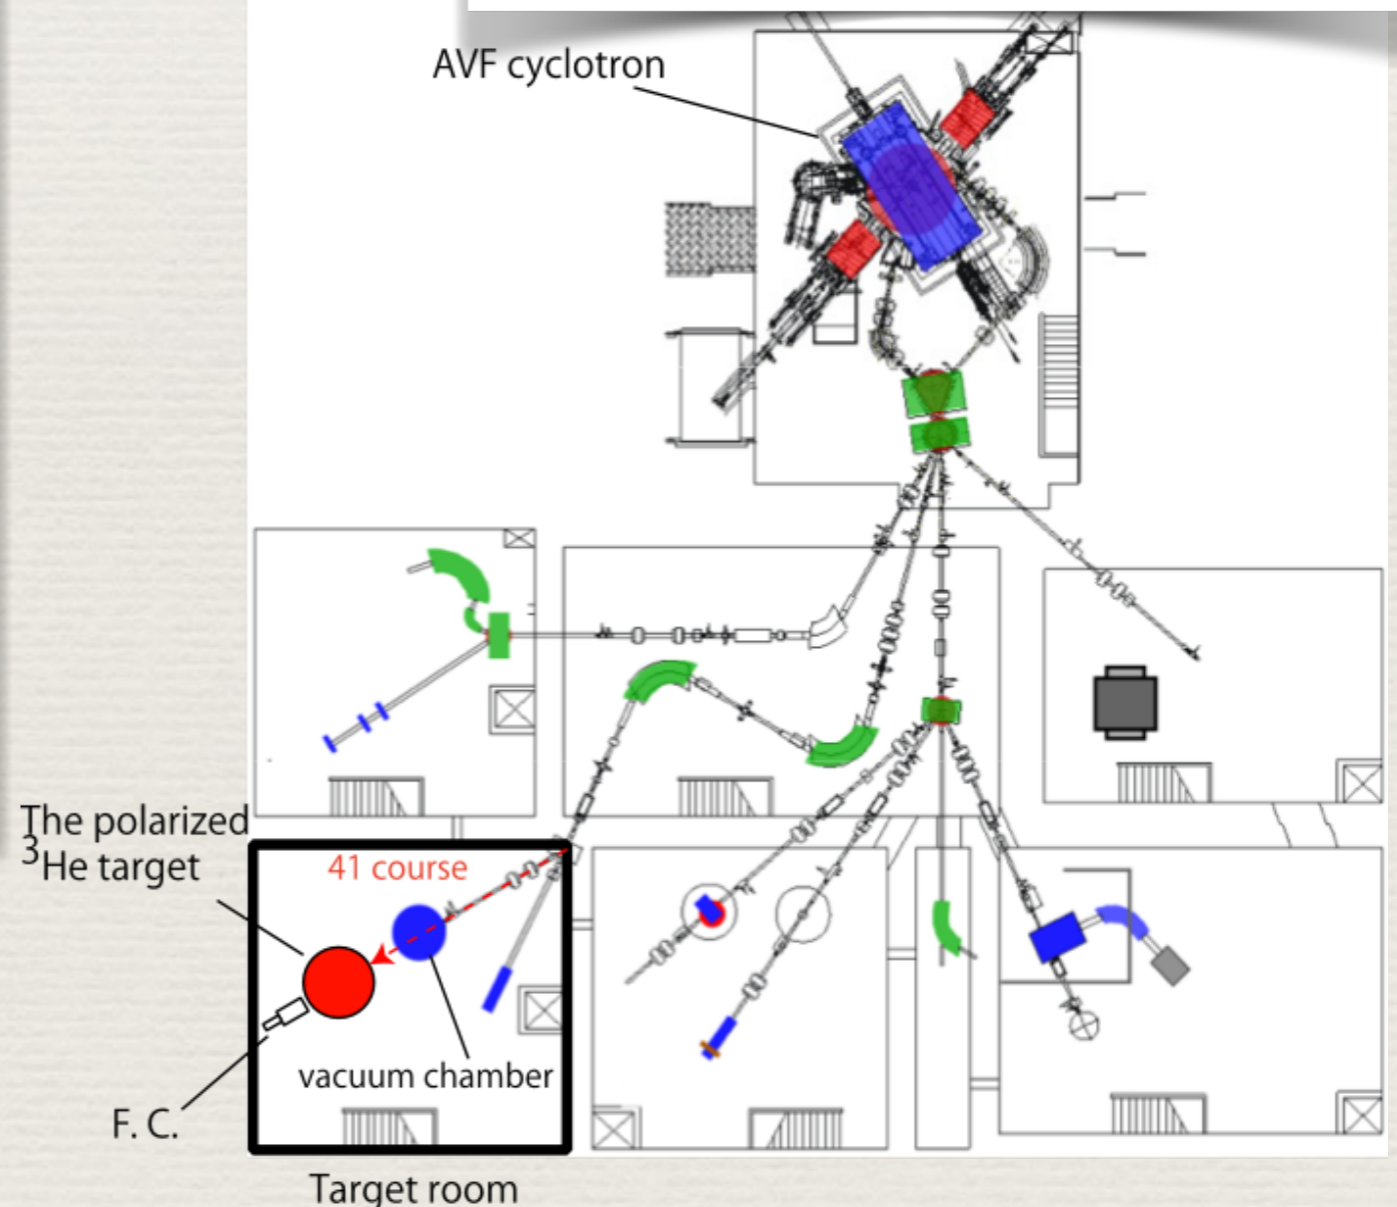 AVF cyclotron
The polarized
³He target
41 course
vacuum chamber
F. C.
Target room